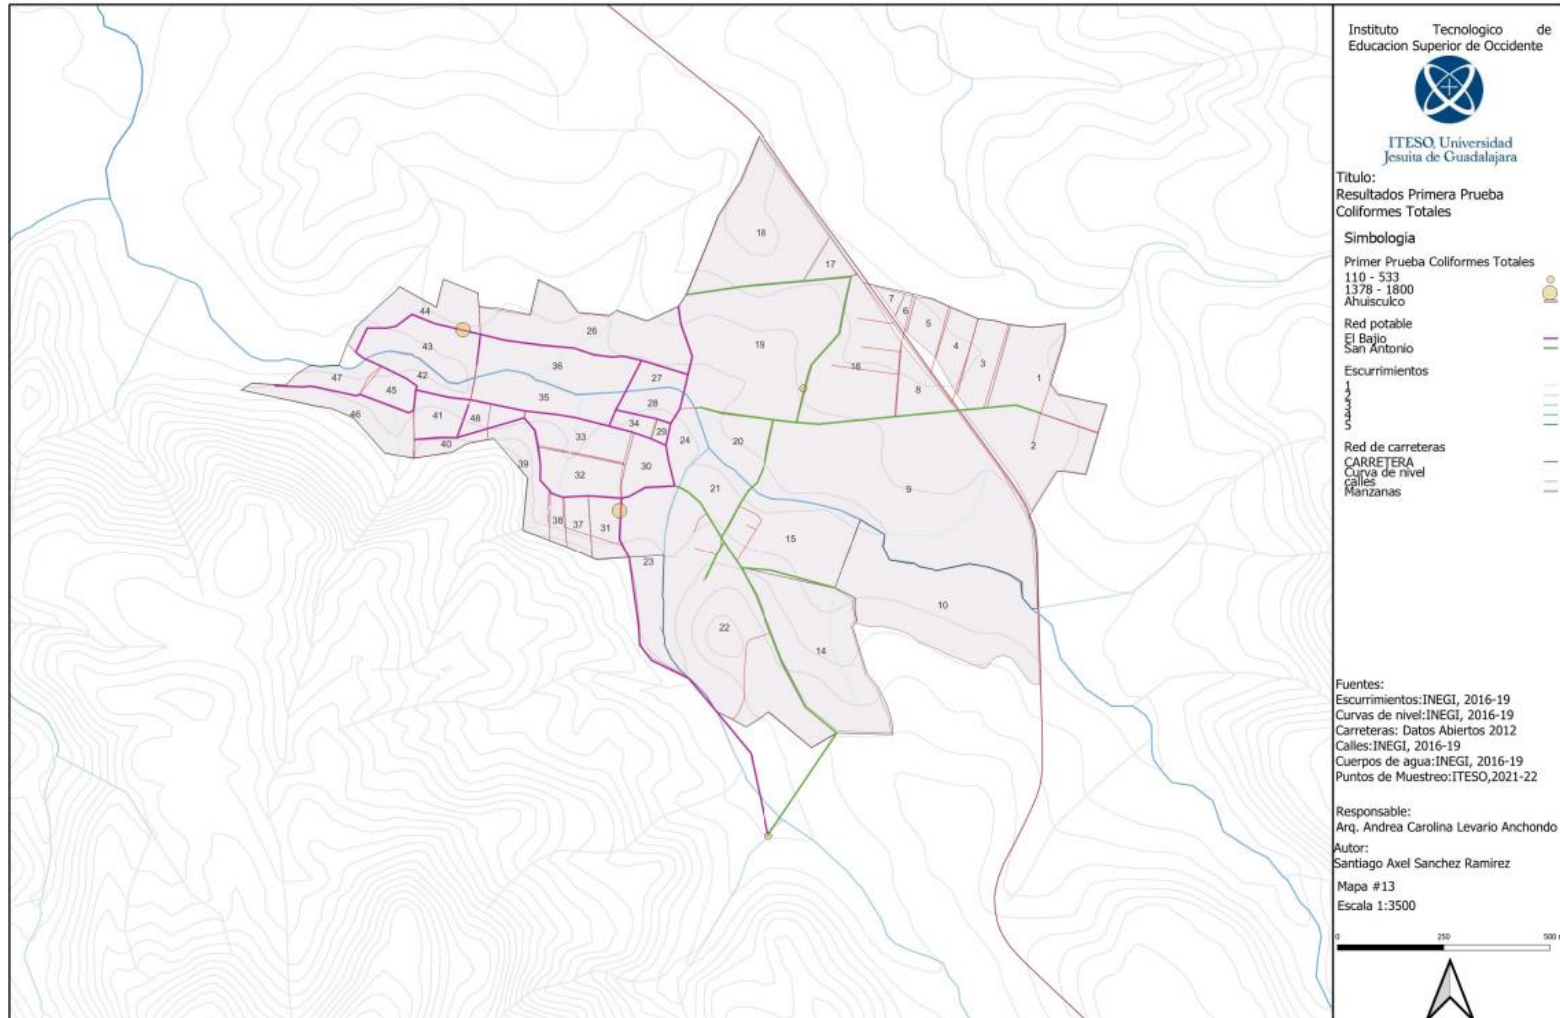 Instituto Tecnologico de
Educacion Superior de Occidente
ITESO, Universidad
Jesuita de Guadalajara
Titulo:
Resultados Primera Prueba
Coliformes Totales
Simbologia
Primer Prueba Coliformes Totales
110 - 533
1378 - 1800
Ahuisculco
Red potable
El Bajio
San Antonio
Escurrimientos
1
2
3
4
5
Red de carreteras
CARRETERA
Curva de nivel
calles
Manzanas
Fuentes:
Escurrimientos:INEGI, 2016-19
Curvas de nivel:INEGI, 2016-19
Carreteras: Datos Abiertos 2012
Calles:INEGI, 2016-19
Cuerpos de agua:INEGI, 2016-19
Puntos de Muestreo:ITESO,2021-22
Responsable:
Arq. Andrea Carolina Levario Anchondo
Autor:
Santiago Axel Sanchez Ramirez
Mapa #13
Escala 1:3500
0 250 500
18
17
7
6
5
4
3
1
44
26
43
19
16
36
27
47
42
45
35
28
8
46
41
48
34
29
24
20
2
40
33
30
39
32
21
9
38
37
31
15
23
10
22
14